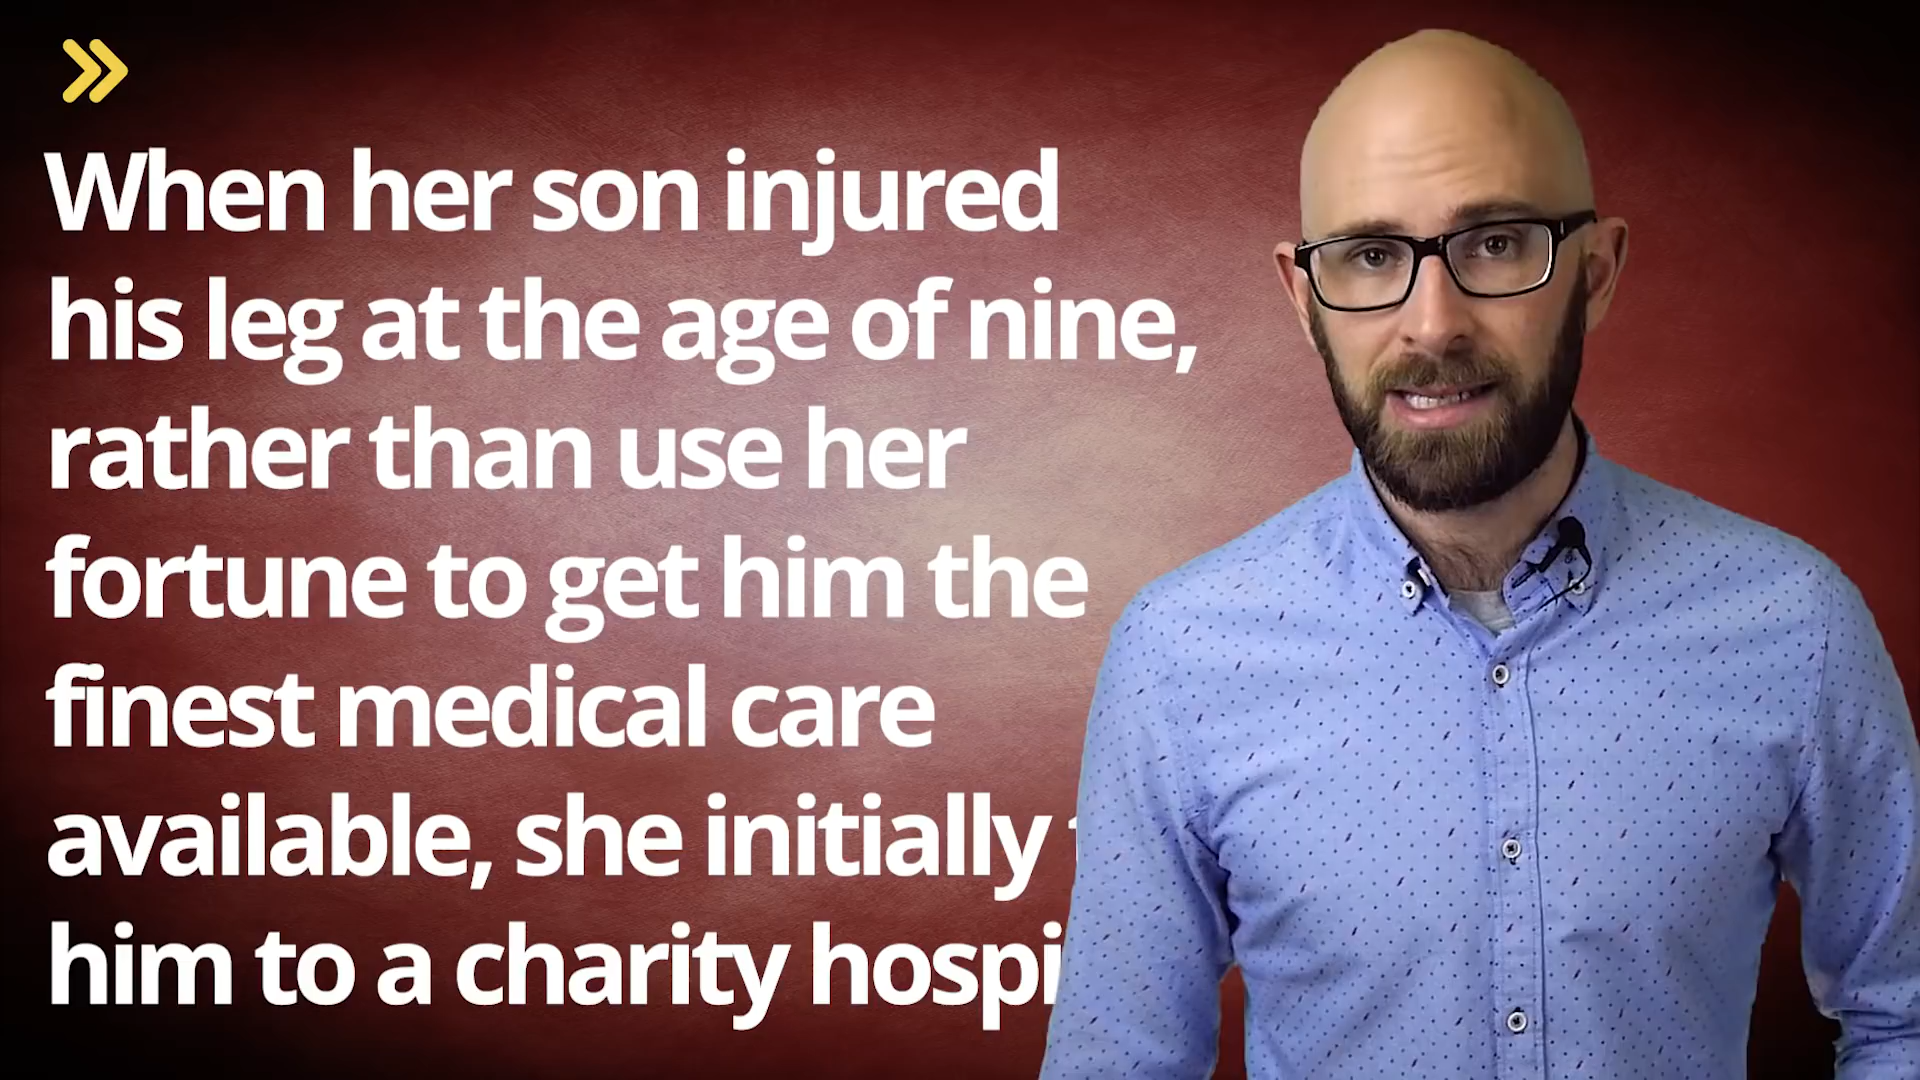 When her son injured
his leg at the age of nine,
rather than use her
fortune to get him the
finest medical care
available, she initially
him to a charity